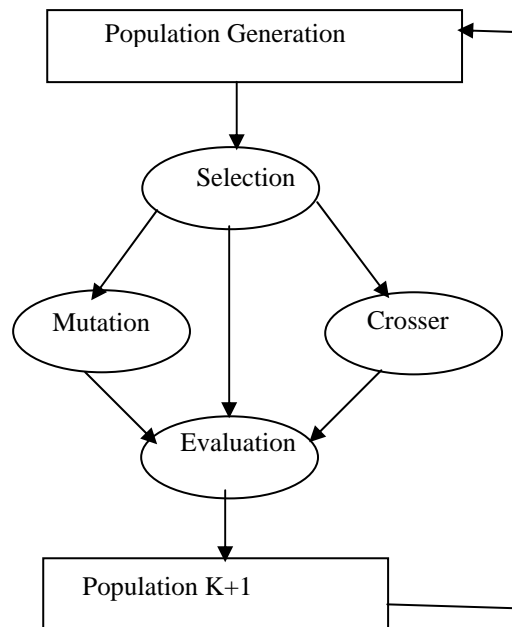 Population Generation
Selection
Mutation
Crosser
Evaluation
Population K+1